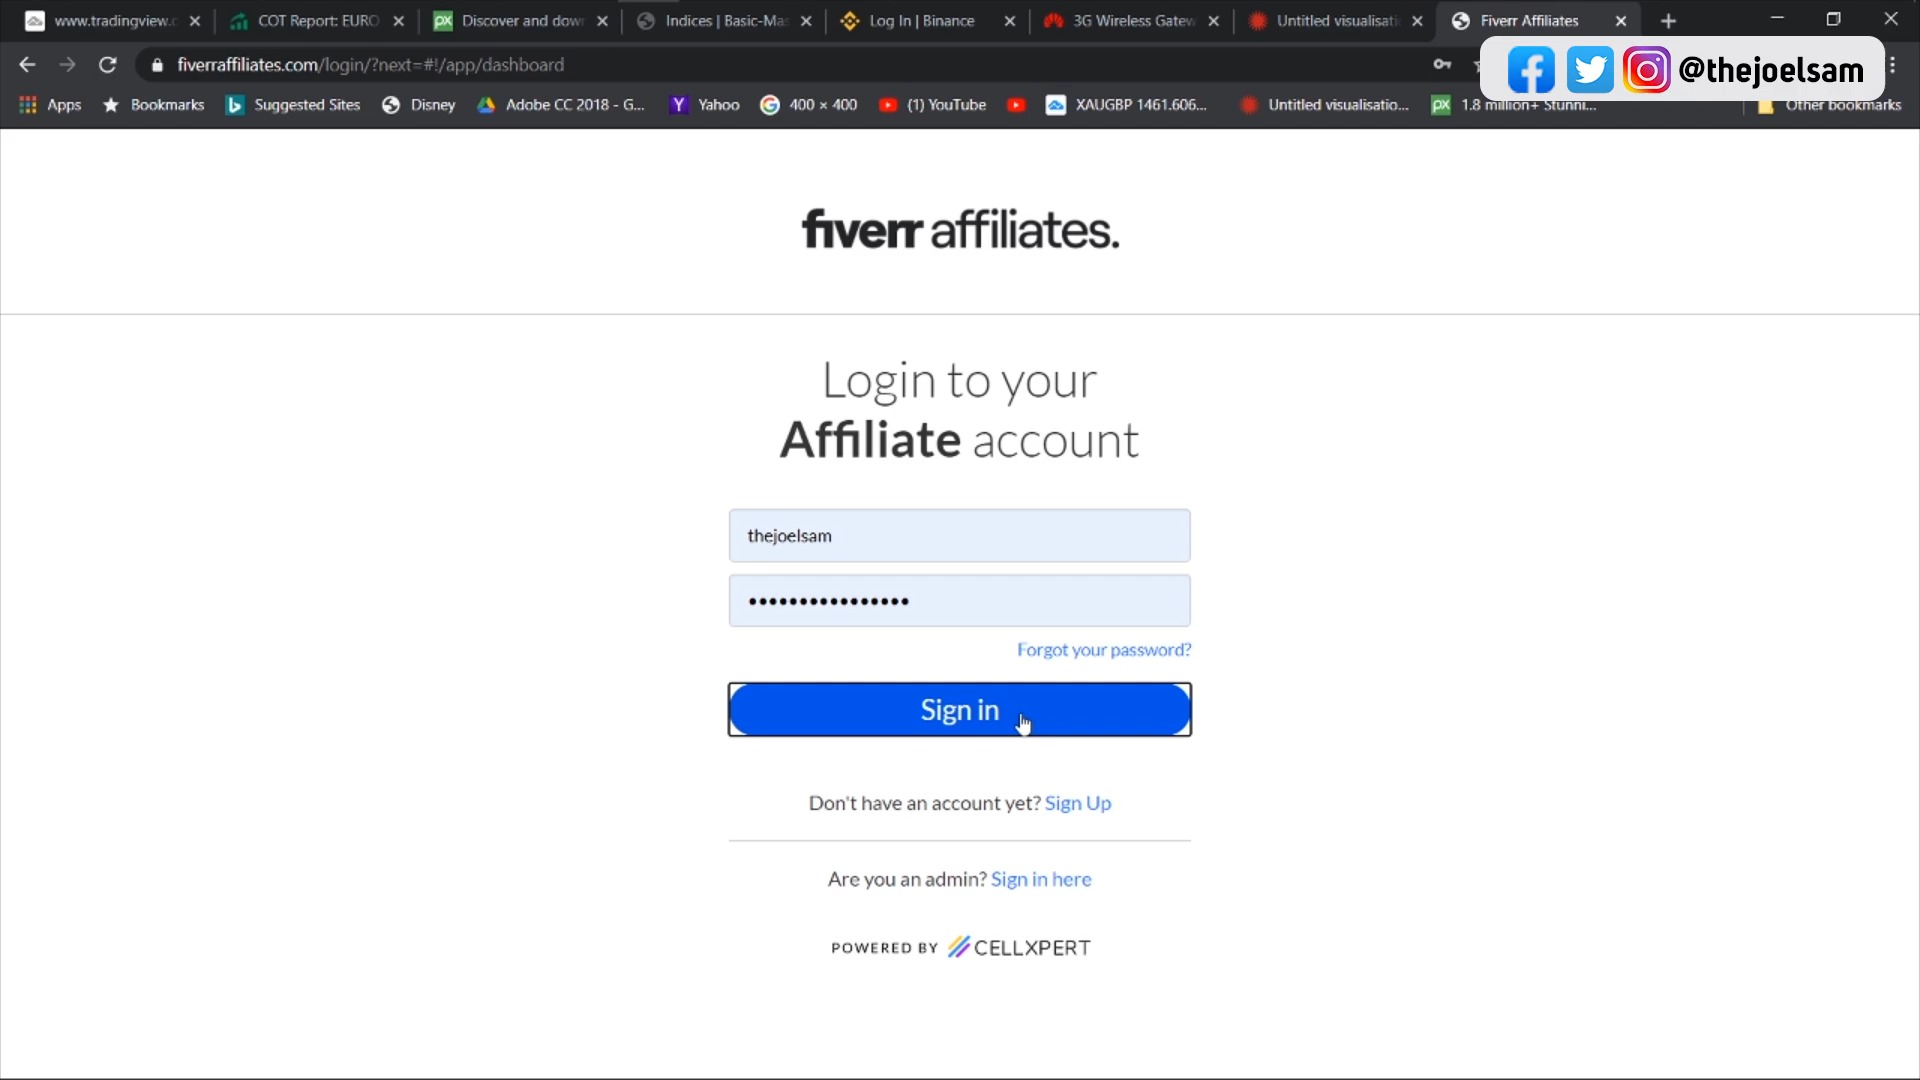 www.tradingview.c
COT Report: EURO
Discover and down
Indices | Basic-Mas
Log In | Binance
3G Wireless Gatew
Untitled visualisati
Fiverr Affiliates
fiverraffiliates.com/login/?next=#!/app/dashboard
@thejoelsam
Apps
Bookmarks
Suggested Sites
Disney
Adobe CC 2018 - G...
Yahoo
400 × 400
(1) YouTube
XAUGBP 1461.606...
Untitled visualisatio...
1.8 million+ Stunni...
Other bookmarks
fiverr affiliates.
Login to your
Affiliate account
thejoelsam
Forgot your password?
Sign in
Don't have an account yet? Sign Up
Are you an admin? Sign in here
POWERED BY CELLXPERT